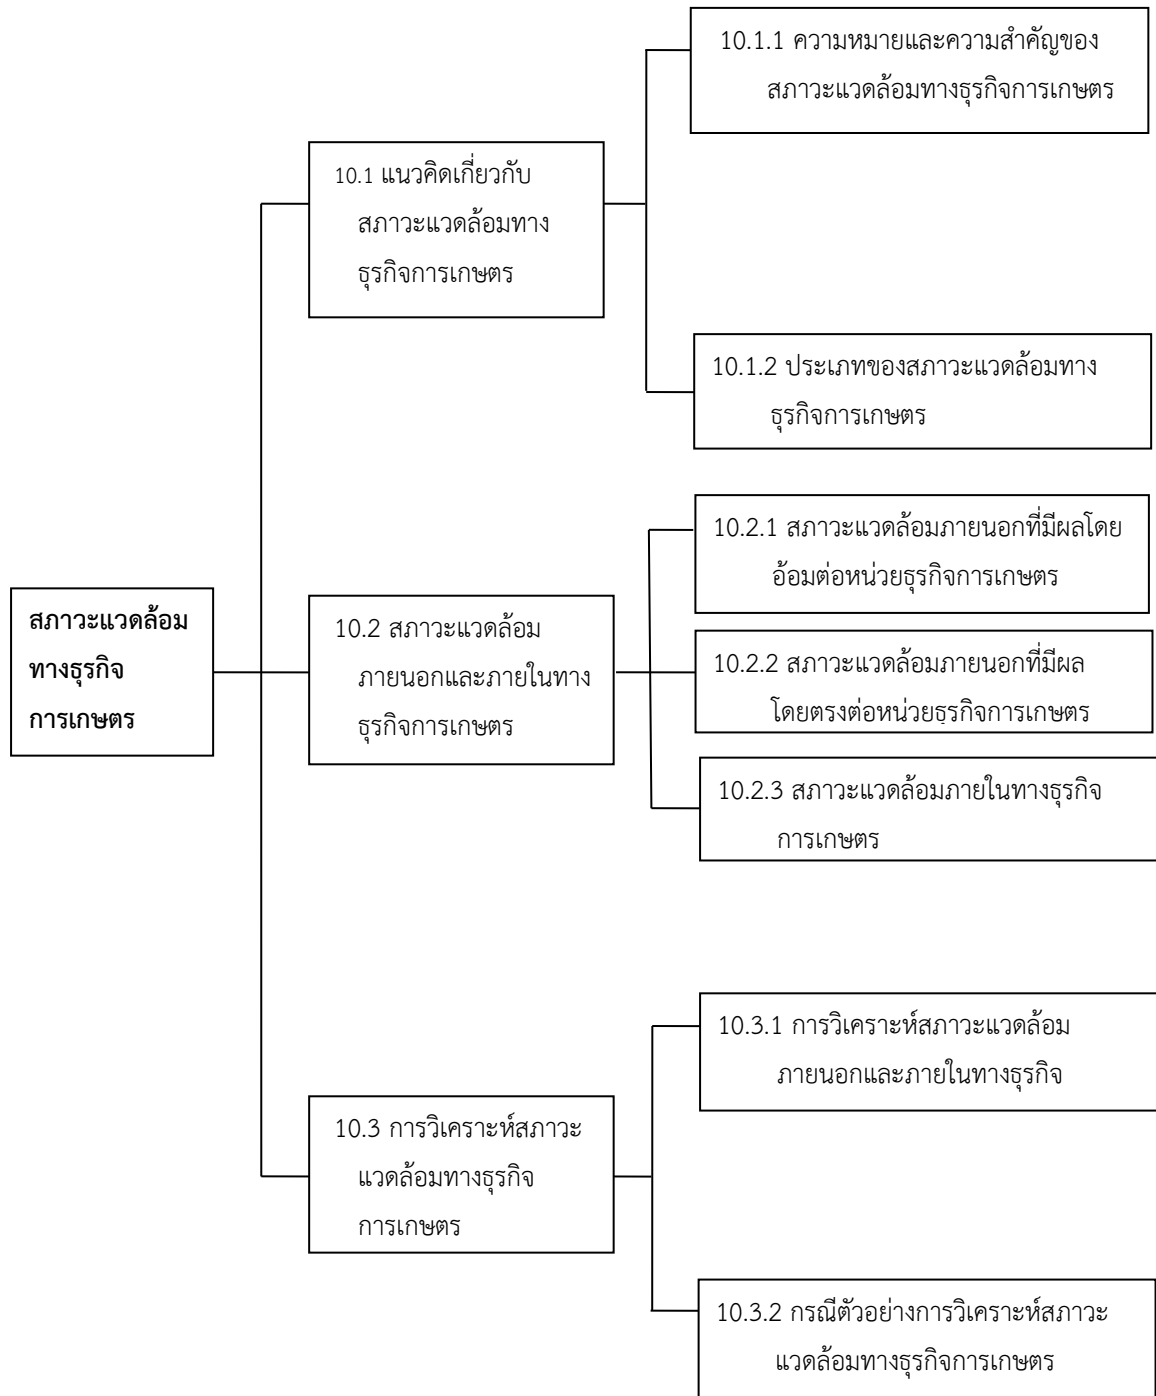 สภาวะแวดล้อม
ทางธุรกิจ
การเกษตร
10.1 แนวคิดเกี่ยวกับ
สภาวะแวดล้อมทาง
ธุรกิจการเกษตร
10.1.1 ความหมายและความสำคัญของ
สภาวะแวดล้อมทางธุรกิจการเกษตร
10.1.2 ประเภทของสภาวะแวดล้อมทาง
ธุรกิจการเกษตร
10.2 สภาวะแวดล้อม
ภายนอกและภายในทาง
ธุรกิจการเกษตร
10.2.1 สภาวะแวดล้อมภายนอกที่มีผลโดย
อ้อมต่อหน่วยธุรกิจการเกษตร
10.2.2 สภาวะแวดล้อมภายนอกที่มีผล
โดยตรงต่อหน่วยธุรกิจการเกษตร
10.2.3 สภาวะแวดล้อมภายในทางธุรกิจ
การเกษตร
10.3 การวิเคราะห์สภาวะ
แวดล้อมทางธุรกิจ
การเกษตร
10.3.1 การวิเคราะห์สภาวะแวดล้อม
ภายนอกและภายในทางธุรกิจ
10.3.2 กรณีตัวอย่างการวิเคราะห์สภาวะ
แวดล้อมทางธุรกิจการเกษตร